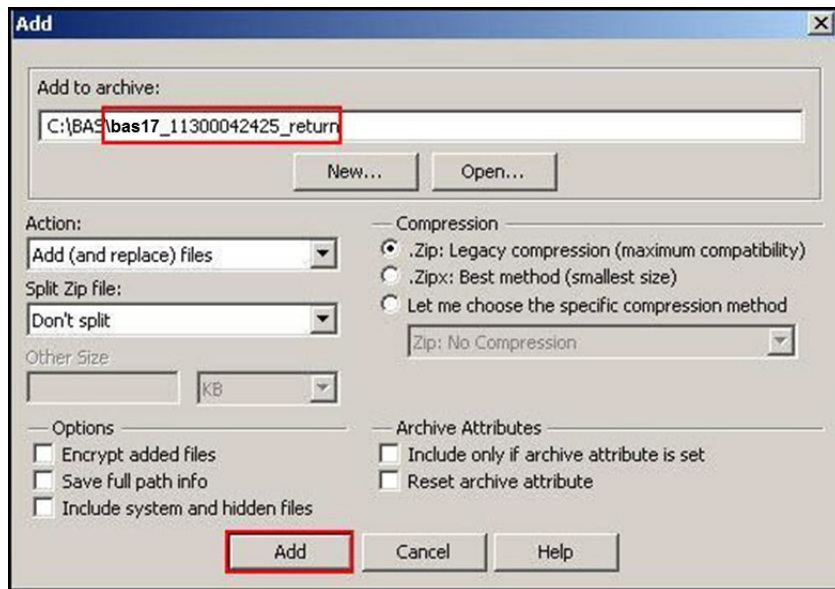 Add
Add to archive:
C:\BAS\bas17_11300042425_return
New... Open...
Action:
Add (and replace) files
Split Zip file:
Don't split
Other Size
KB
Compression
.Zip: Legacy compression (maximum compatibility)
.Zipx: Best method (smallest size)
Let me choose the specific compression method
Zip: No Compression
Options
Encrypt added files
Save full path info
Include system and hidden files
Archive Attributes
Include only if archive attribute is set
Reset archive attribute
Add Cancel Help